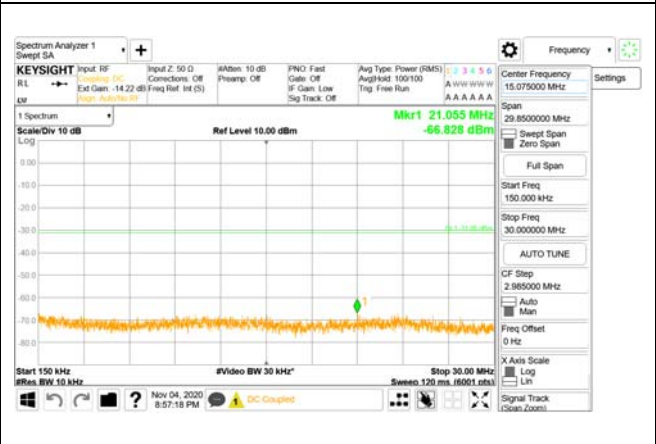 Spectrum Analyzer 1
Swept SA
Frequency
KEYSIGHT
Input: RF
Input Z: 50 Ω
#Atten: 10 dB
PNO: Fast
Avg Type: Power (RMS)
1 2 3 4 5 6
RL
Coupling: DC
Corrections: Off
Preamp: Off
Gate: Off
Avg|Hold: 100/100
A W W W W W
Ext Gain: -14.22 dB
Freq Ref: Int (S)
IF Gain: Low
Trig: Free Run
Align: Auto/No RF
Sig Track: Off
A A A A A A
1 Spectrum
Mkr1 21.055 MHz
Scale/Div 10 dB
Ref Level 10.00 dBm
-66.828 dBm
Log
0.00
-10.0
-20.0
-30.0
-40.0
-50.0
-60.0
-70.0
-80.0
1
Start 150 kHz
#Video BW 30 kHz*
Stop 30.00 MHz
#Res BW 10 kHz
Sweep 120 ms (6001 pts)
Nov 04, 2020
8:57:18 PM
DC Coupled
Center Frequency
15.075000 MHz
Settings
Span
29.8500000 MHz
Swept Span
Zero Span
Full Span
Start Freq
150.000 kHz
Stop Freq
30.000000 MHz
AUTO TUNE
CF Step
2.985000 MHz
Auto
Man
Freq Offset
0 Hz
X Axis Scale
Log
Lin
Signal Track
(Span Zoom)